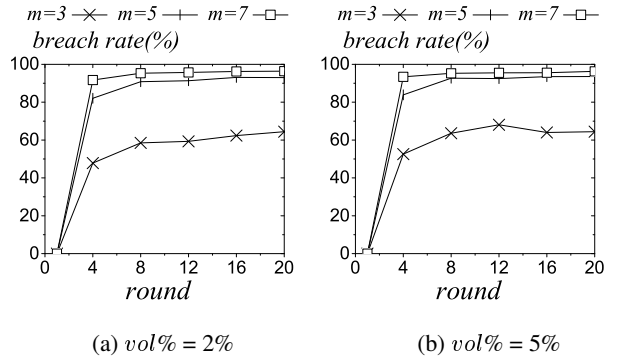 m=3 m=5 m=7
breach rate(%)
100
80
60
40
20
0
0 4 8 12 16 20
round
(a) vol% = 2%
m=3 m=5 m=7
breach rate(%)
100
80
60
40
20
0
0 4 8 12 16 20
round
(b) vol% = 5%